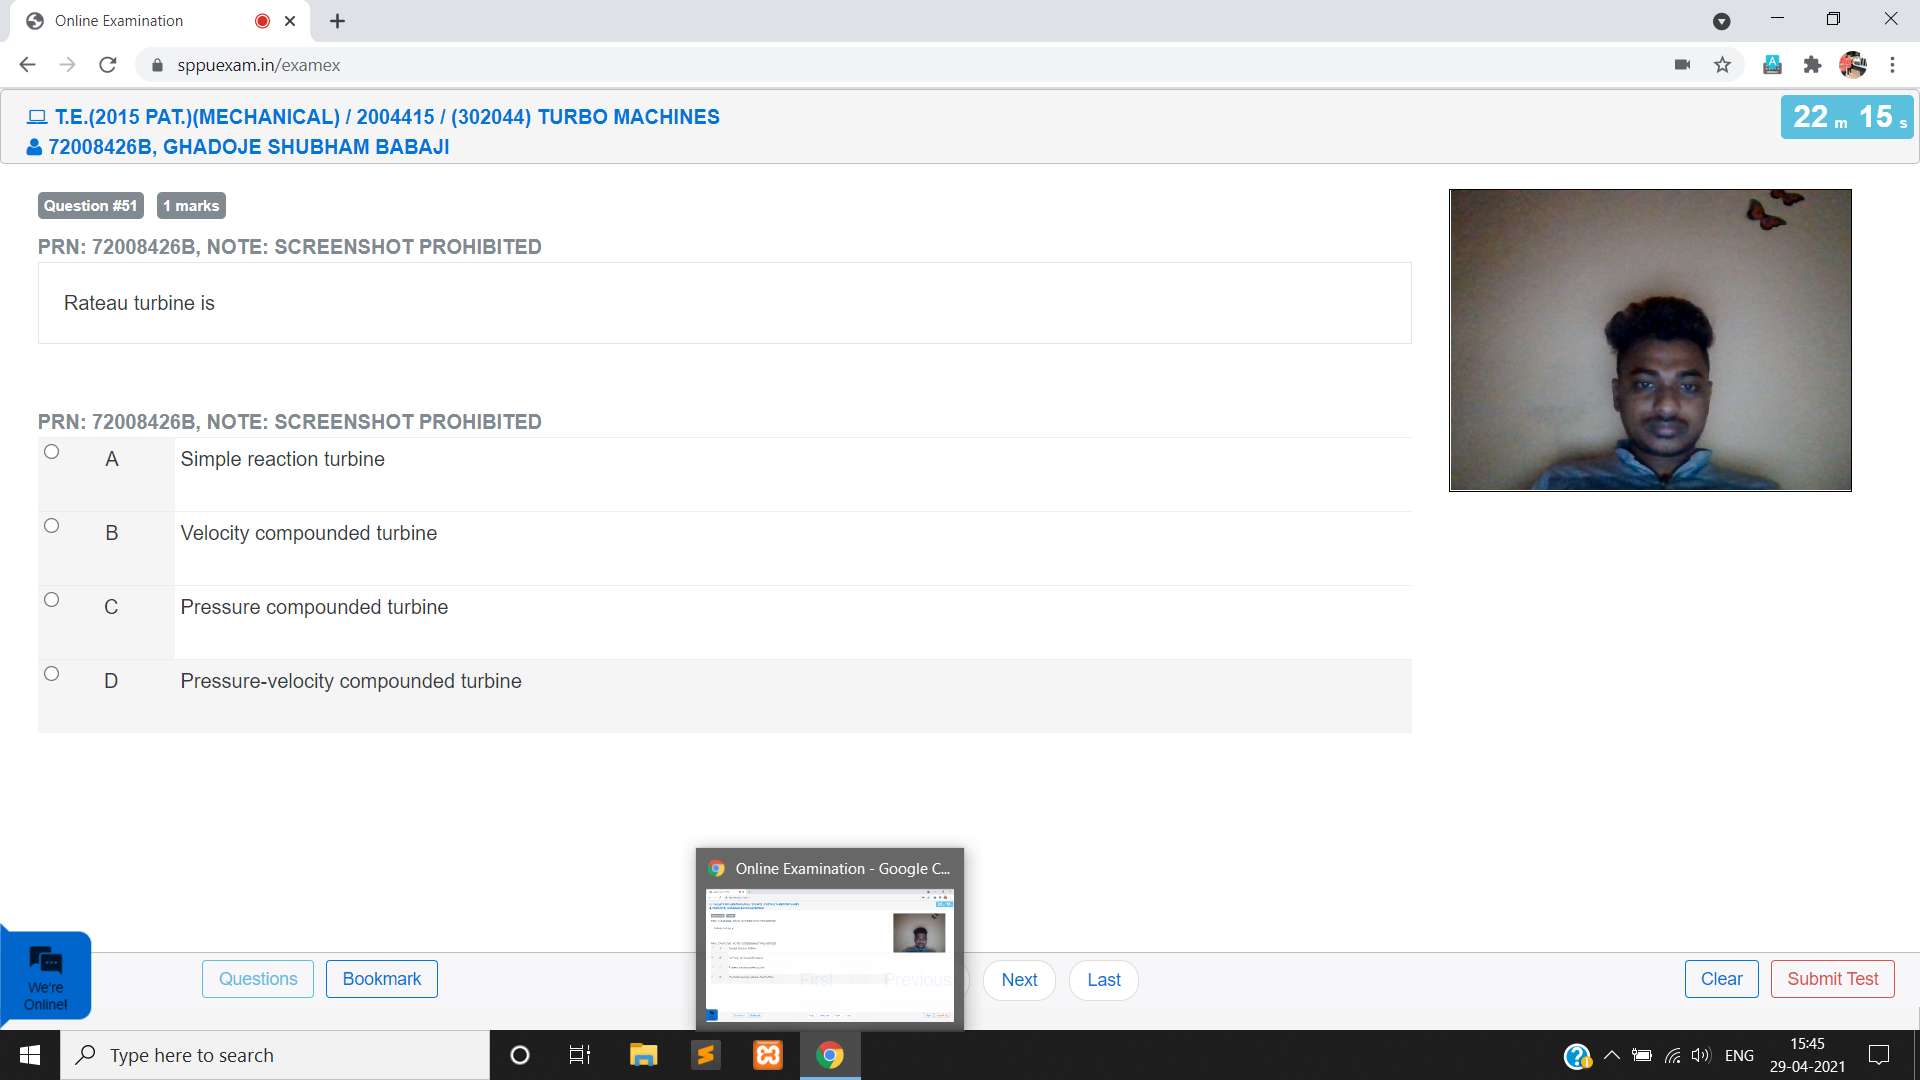 Online Examination
sppuexam.in/examex
T.E.(2015 PAT.)(MECHANICAL) / 2004415 / (302044) TURBO MACHINES
72008426B, GHADOJE SHUBHAM BABAJI
22 m 15 s
Question #51 1 marks
PRN: 72008426B, NOTE: SCREENSHOT PROHIBITED
Rateau turbine is
PRN: 72008426B, NOTE: SCREENSHOT PROHIBITED
A Simple reaction turbine
B Velocity compounded turbine
C Pressure compounded turbine
D Pressure-velocity compounded turbine
Online Examination - Google C...
We're
Online!
Questions Bookmark First Previous Next Last Clear Submit Test
Type here to search
ENG
15:45
29-04-2021